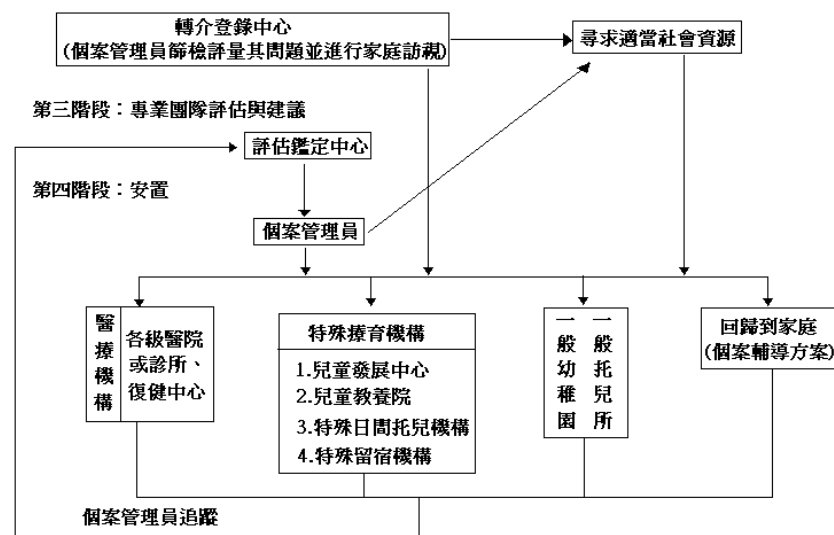 轉介登錄中心
(個案管理員篩檢評量其問題並進行家庭訪視)
尋求適當社會資源
第三階段：專業團隊評估與建議
評估鑑定中心
第四階段：安置
個案管理員
醫療機構
各級醫院
或診所、
復健中心
特殊療育機構
1.兒童發展中心
2.兒童教養院
3.特殊日間托兒機構
4.特殊留宿機構
一般幼稚園
一般托兒所
回歸到家庭
(個案輔導方案)
個案管理員追蹤